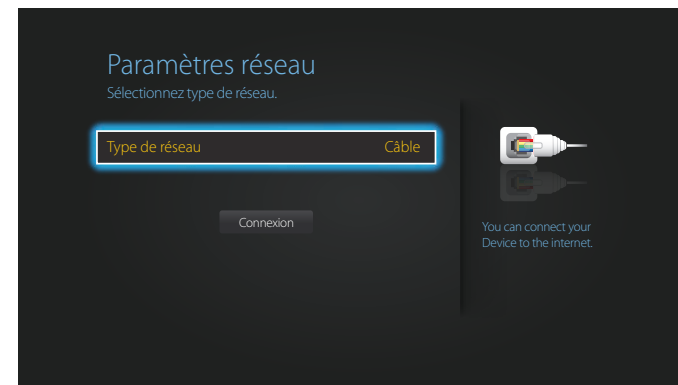 Paramètres réseau
Sélectionnez type de réseau.
Type de réseau Câble
Connexion
You can connect your
Device to the internet.